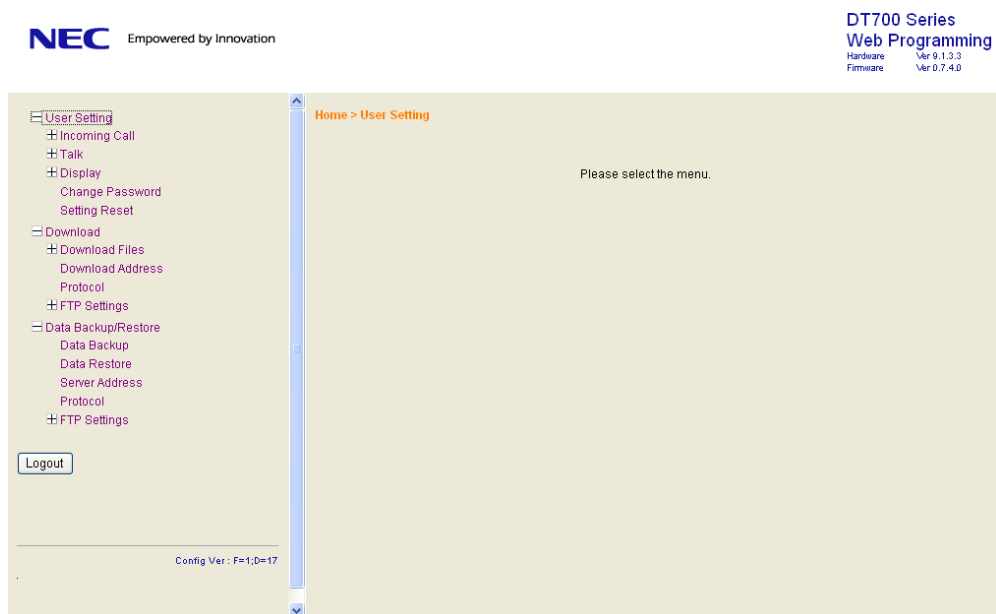 NEC Empowered by Innovation
DT700 Series
Web Programming
Hardware Ver 9.1.3.3
Firmware Ver 0.7.4.0
User Setting
Incoming Call
Talk
Display
Change Password
Setting Reset
Download
Download Files
Download Address
Protocol
FTP Settings
Data Backup/Restore
Data Backup
Data Restore
Server Address
Protocol
FTP Settings
Logout
Config Ver : F=1;D=17
.
Home > User Setting
Please select the menu.